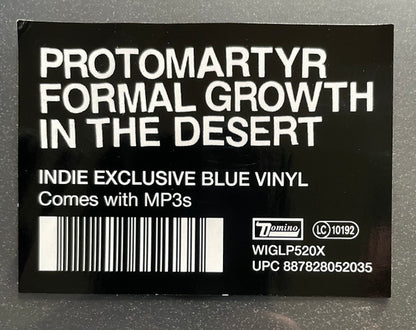 PROTOMARTYR
FORMAL GROWTH
IN THE DESERT
INDIE EXCLUSIVE BLUE VINYL
Comes with MP3s
Domino
LC 10192
WIGLP520X
UPC 887828052035